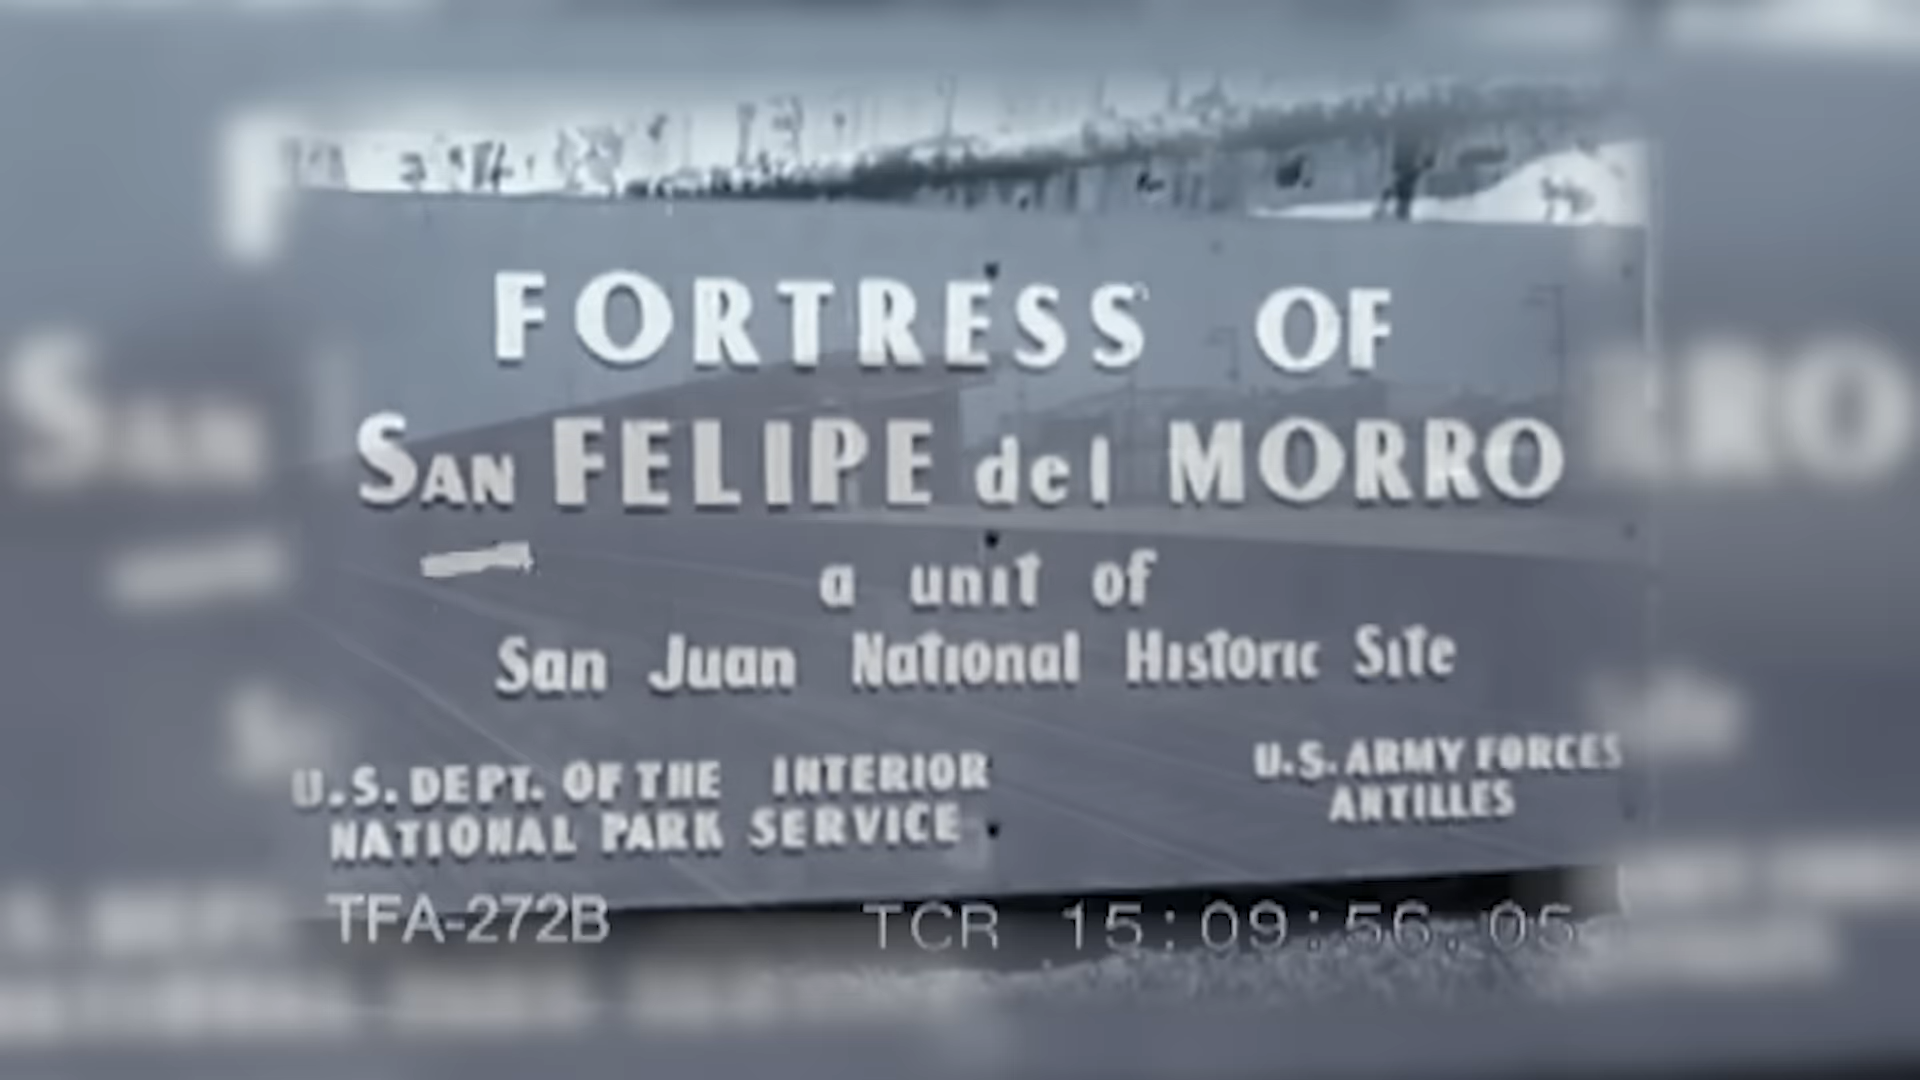 FORTRESS OF
SAN FELIPE del MORRO
a unit of
San Juan National Historic Site
U.S. DEPT. OF THE INTERIOR
NATIONAL PARK SERVICE
U.S. ARMY FORCES
ANTILLES
TFA-272B
TCR 15:09:56.05